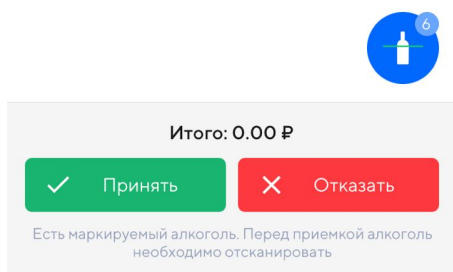 6
Итого: 0.00 ₽
Принять
Отказать
Есть маркируемый алкоголь. Перед приемкой алкоголь
необходимо отсканировать